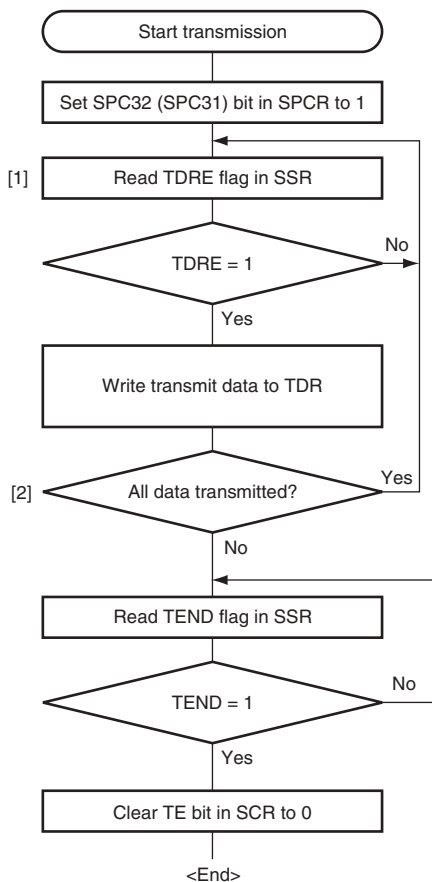 Start transmission
Set SPC32 (SPC31) bit in SPCR to 1
[1]
Read TDRE flag in SSR
No
TDRE = 1
Yes
Write transmit data to TDR
[2]
All data transmitted?
Yes
No
Read TEND flag in SSR
No
TEND = 1
Yes
Clear TE bit in SCR to 0
<End>